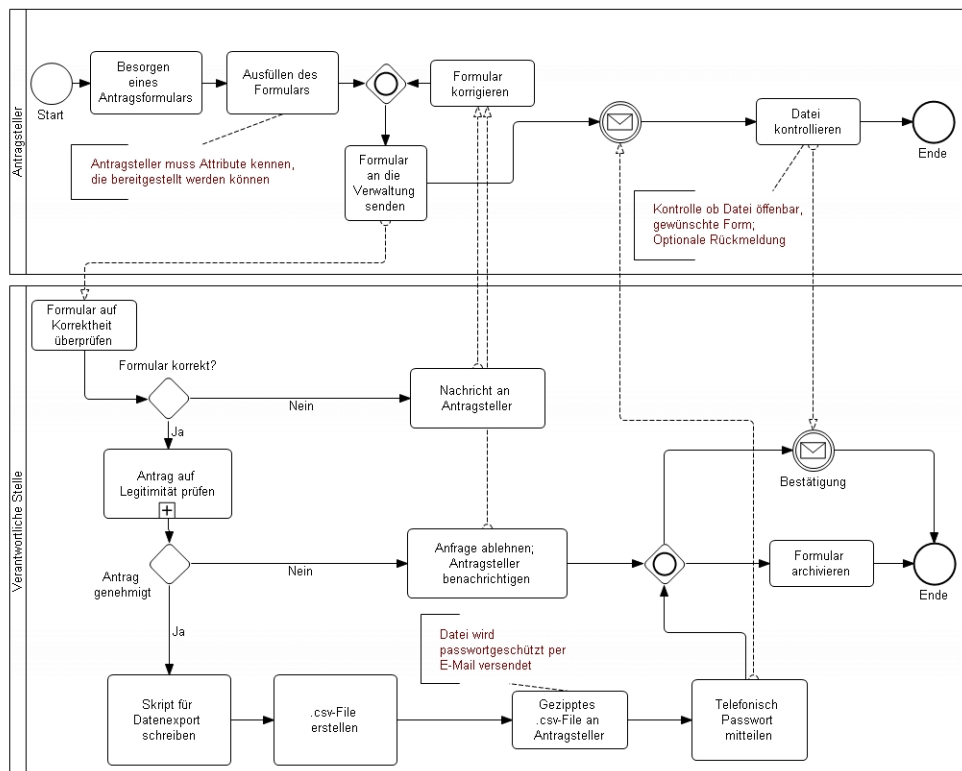 Antragsteller
Start
Besorgen
eines
Antragsformulars
Ausfüllen des
Formulars
Formular
korrigieren
Datei
kontrollieren
Ende
Antragsteller muss Attribute kennen,
die bereitgestellt werden können
Formular
an die
Verwaltung
senden
Kontrolle ob Datei öffenbar,
gewünschte Form;
Optionale Rückmeldung
Verantwortliche Stelle
Formular auf
Korrektheit
überprüfen
Formular korrekt?
Nein
Nachricht an
Antragsteller
Ja
Antrag auf
Legitimität prüfen
Bestätigung
Antrag
genehmigt
Nein
Anfrage ablehnen;
Antragsteller
benachrichtigen
Formular
archivieren
Ende
Ja
Datei wird
passwortgeschützt per
E-Mail versendet
Skript für
Datenexport
schreiben
.csv-File
erstellen
Gezipptes
.csv-File an
Antragsteller
Telefonisch
Passwort
mitteilen